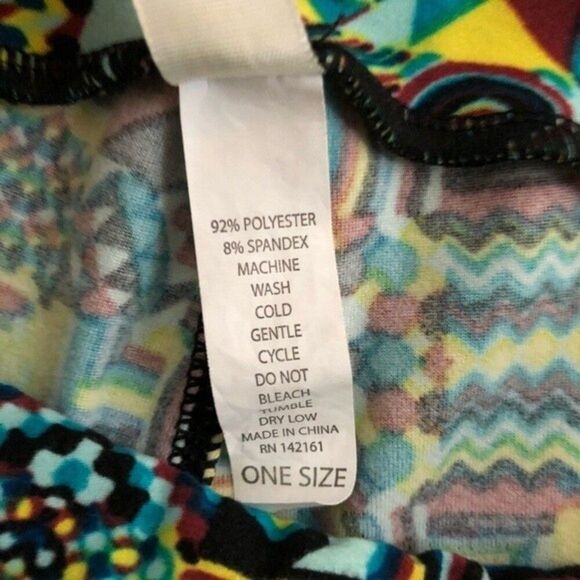 92% POLYESTER
8% SPANDEX
MACHINE
WASH
COLD
GENTLE
CYCLE
DO NOT
BLEACH
TUMBLE
DRY LOW
MADE IN CHINA
RN 142161
ONE SIZE